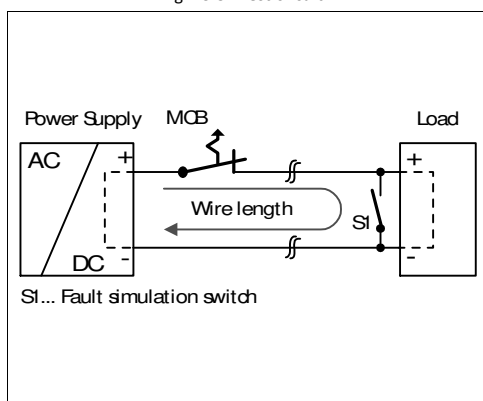 Power Supply MCB Load
AC
+
+
Wire length
S1
-
-
DC
S1... Fault simulation switch